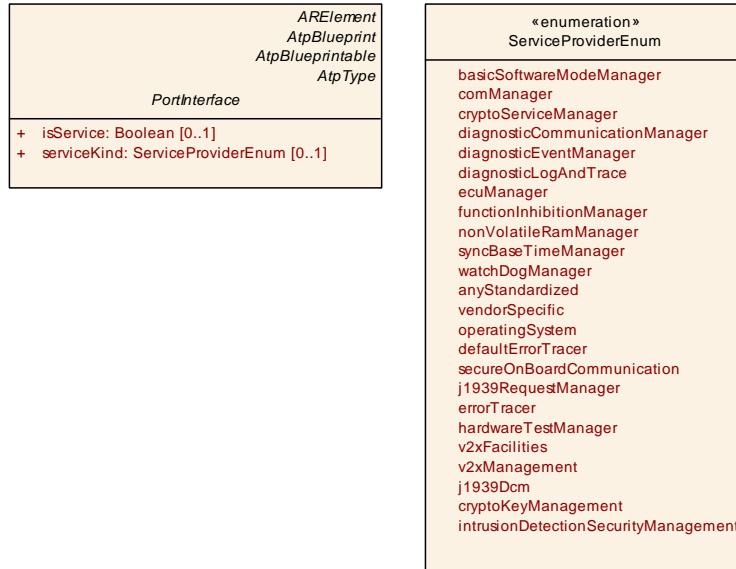 ARElement
AtpBlueprint
AtpBlueprintable
AtpType
PortInterface
+ isService: Boolean [0..1]
+ serviceKind: ServiceProviderEnum [0..1]
«enumeration»
ServiceProviderEnum
basicSoftwareModeManager
comManager
cryptoServiceManager
diagnosticCommunicationManager
diagnosticEventManager
diagnosticLogAndTrace
ecuManager
functionInhibitionManager
nonVolatileRamManager
syncBaseTimeManager
watchDogManager
anyStandardized
vendorSpecific
operatingSystem
defaultErrorTracer
secureOnBoardCommunication
j1939RequestManager
errorTracer
hardwareTestManager
v2xFacilities
v2xManagement
j1939Dcm
cryptoKeyManagement
intrusionDetectionSecurityManagement